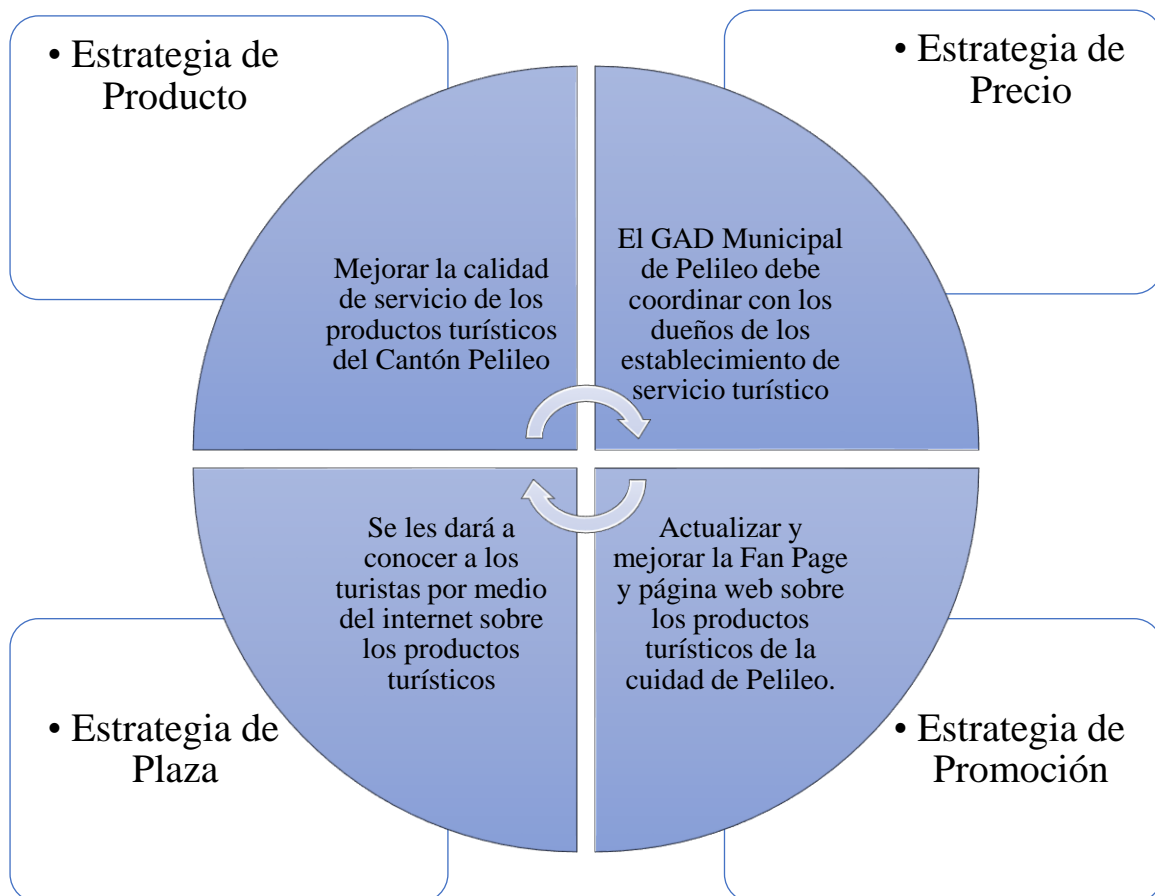 • Estrategia de
Producto
Mejorar la calidad
de servicio de los
productos turísticos
del Cantón Pelileo
• Estrategia de
Precio
El GAD Municipal
de Pelileo debe
coordinar con los
dueños de los
establecimiento de
servicio turístico
Se les dará a
conocer a los
turistas por medio
del internet sobre
los productos
turísticos
• Estrategia de
Plaza
Actualizar y
mejorar la Fan Page
y página web sobre
los productos
turísticos de la
cuidad de Pelileo.
• Estrategia de
Promoción